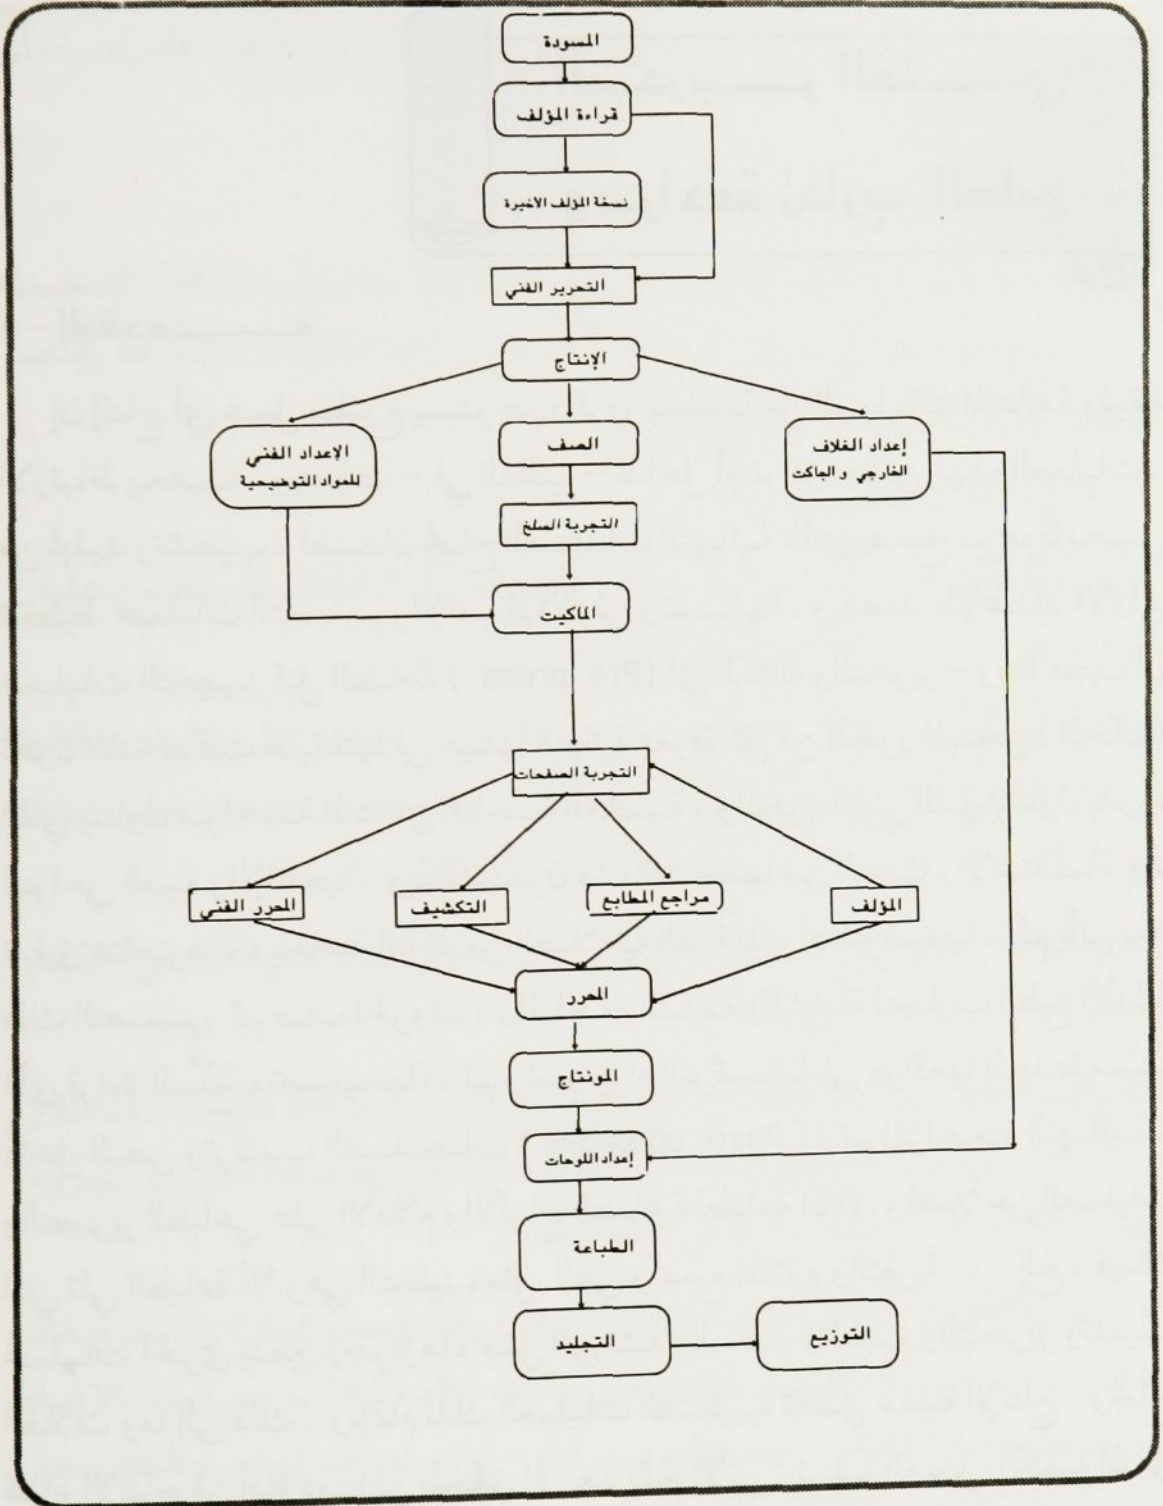 المسودة
قراءة المؤلف
نسخة المؤلف الأخيرة
التحرير الفني
الإنتاج
إعداد الغلاف
الخارجي والجاكت
الصف
الإعداد الفني
للمواد التوضيحية
التجربة السلخ
الماكيت
التجربة الصفحات
المؤلف
مراجع المطابع
التكشيف
المحرر الفني
المحرر
المونتاج
إعداد اللوحات
الطباعة
التجليد
التوزيع